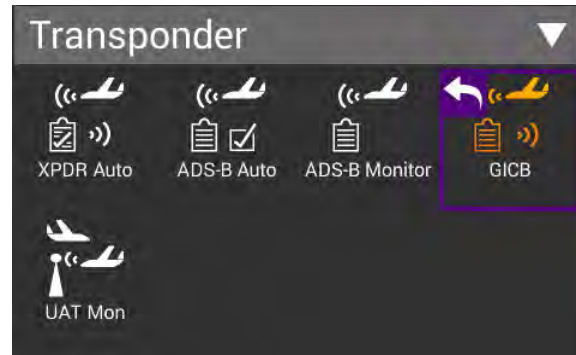 Transponder
XPDR Auto
ADS-B Auto
ADS-B Monitor
GICB
UAT Mon